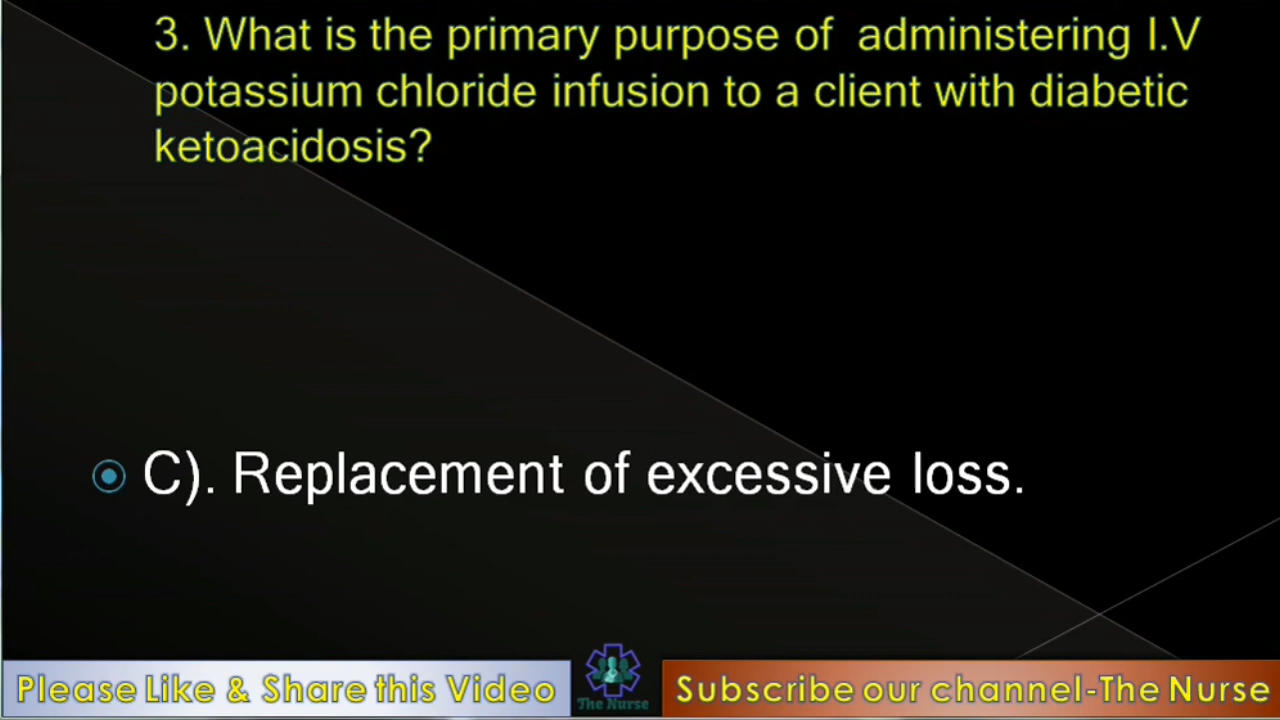 3. What is the primary purpose of administering I.V
potassium chloride infusion to a client with diabetic
ketoacidosis?
C). Replacement of excessive loss.
Please Like & Share this Video
The Nurse
Subscribe our channel-The Nurse